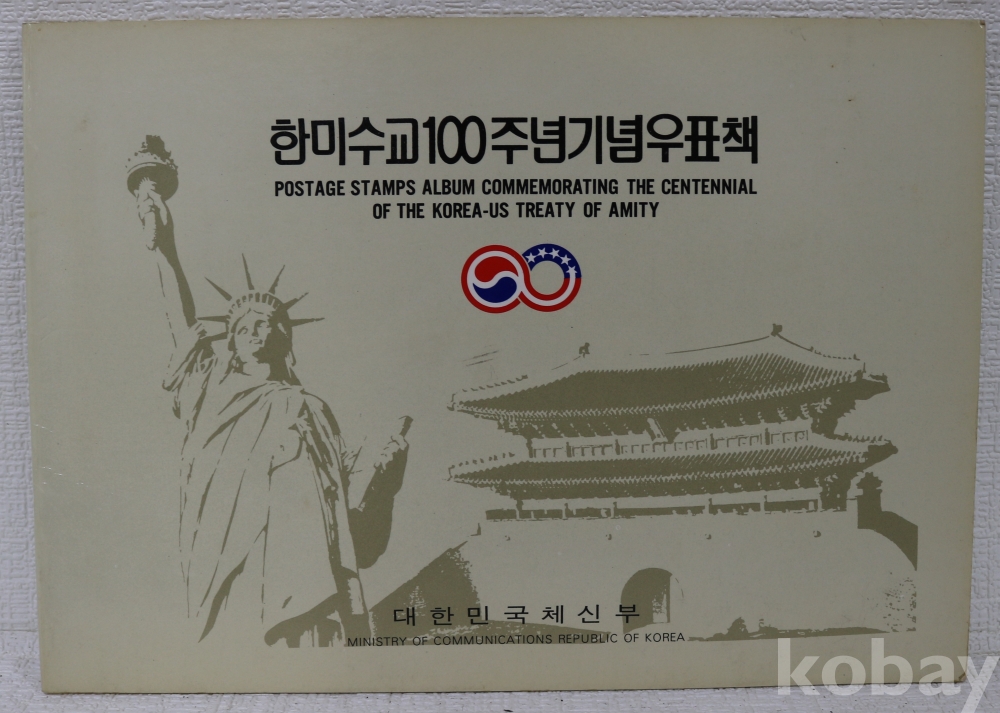 한미수교100주년기념우표책
POSTAGE STAMPS ALBUM COMMEMORATING THE CENTENNIAL
OF THE KOREA-US TREATY OF AMITY
대한민국체신부
MINISTRY OF COMMUNICATIONS REPUBLIC OF KOREA
kobay